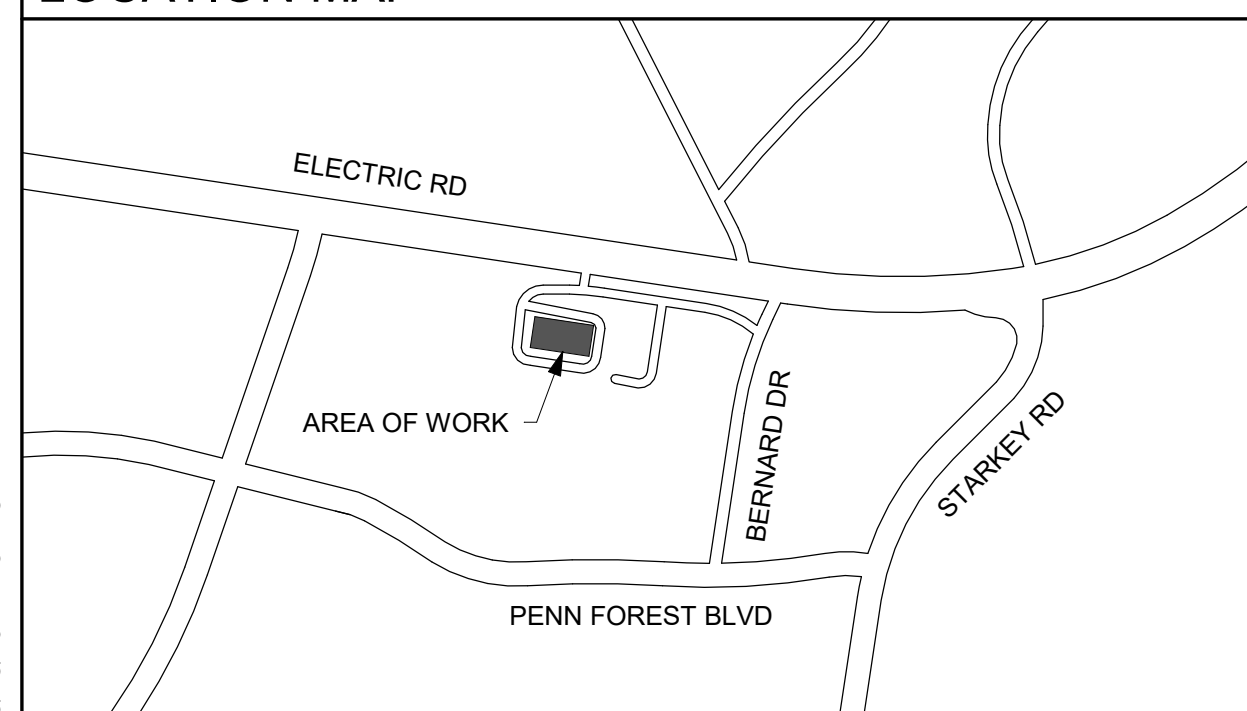 LOCATION MAP
ELECTRIC RD
AREA OF WORK
BERNARD DR
STARKEY RD
PENN FOREST BLVD